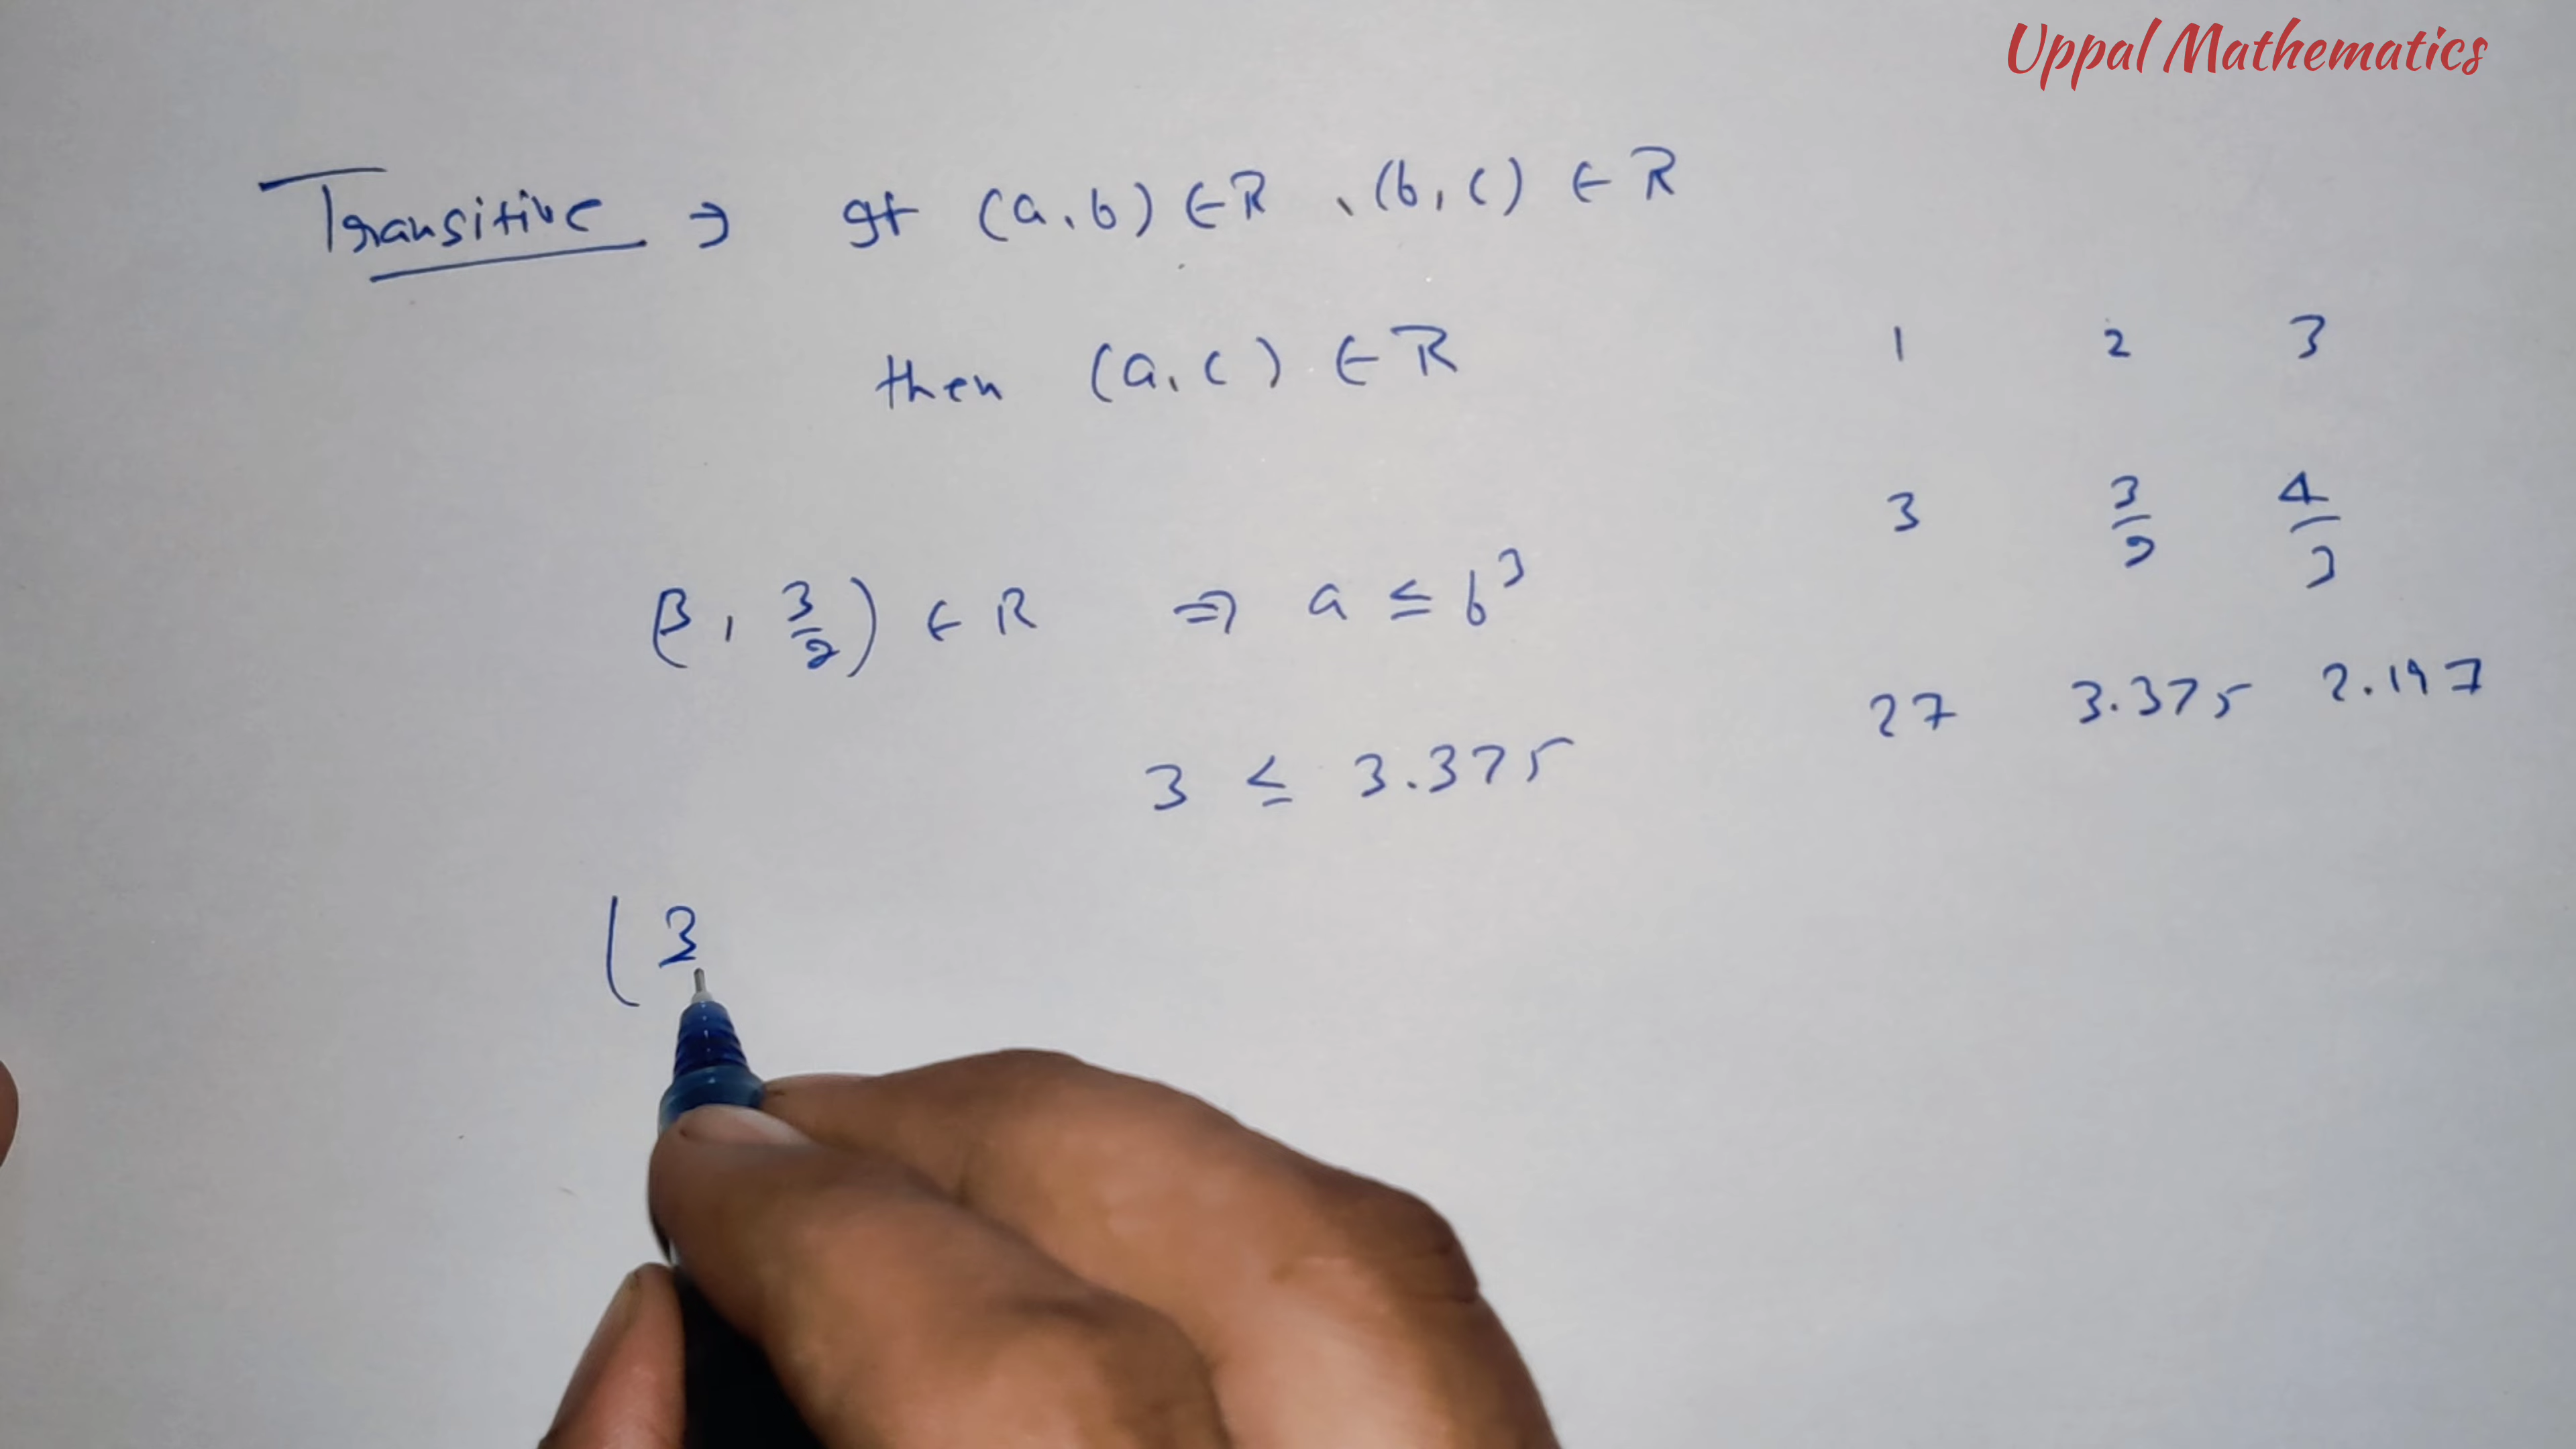 Uppal Mathematics
Transitive → If (a, b) ∈ R, (b, c) ∈ R
then (a, c) ∈ R
1 2 3
3 3/2 4/3
(3, 3/2) ∈ R ⇒ a ≤ b³
27 3.375 2.197
3 ≤ 3.375
(3